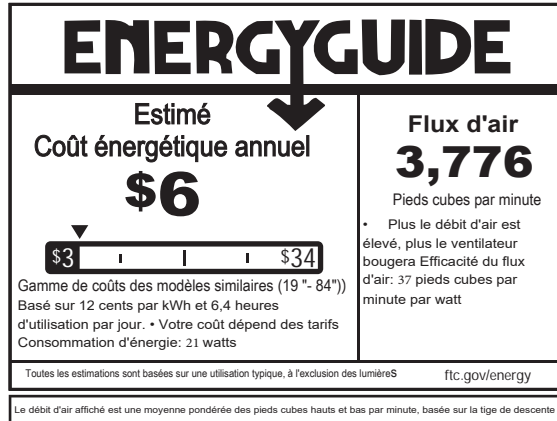 ENERGYGUIDE
Estimé
Coût énergétique annuel
$6
$3 $34
Gamme de coûts des modèles similaires (19 "- 84"))
Basé sur 12 cents par kWh et 6,4 heures
d'utilisation par jour. • Votre coût dépend des tarifs
Consommation d'énergie: 21 watts
Flux d'air
3,776
Pieds cubes par minute
• Plus le débit d'air est
élevé, plus le ventilateur
bougera Efficacité du flux
d'air: 37 pieds cubes par
minute par watt
Toutes les estimations sont basées sur une utilisation typique, à l'exclusion des lumièreS
ftc.gov/energy
Le débit d'air affiché est une moyenne pondérée des pieds cubes hauts et bas par minute, basée sur la tige de descente